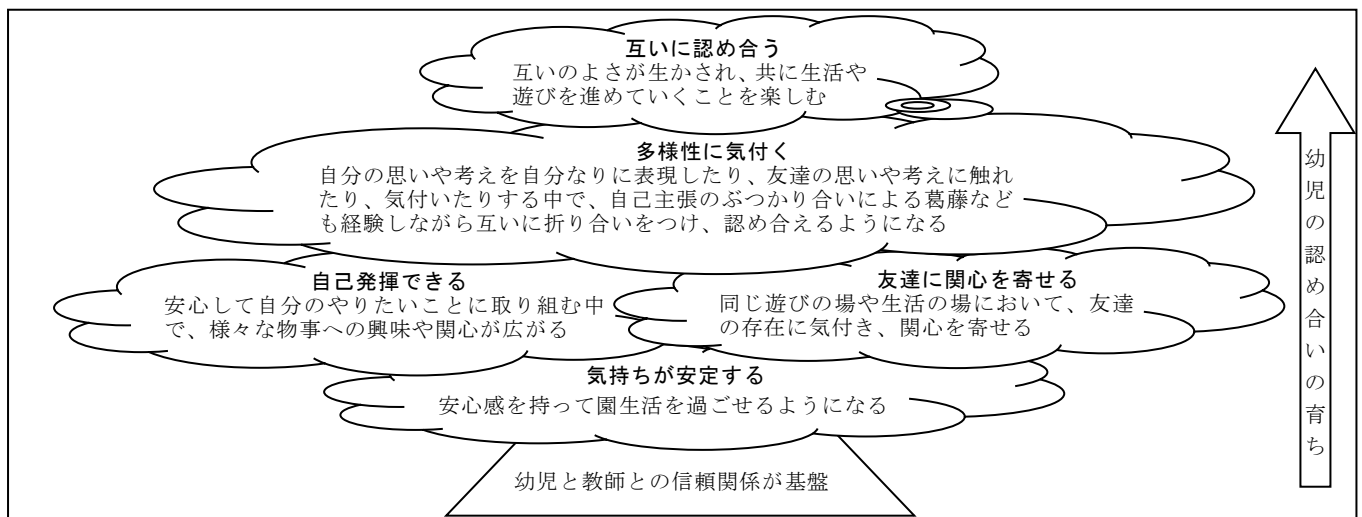 互いに認め合う
互いのよさが生かされ、共に生活や
遊びを進めていくことを楽しむ
多様性に気付く
自分の思いや考えを自分なりに表現したり、友達の思いや考えに触れ
たり、気付いたりする中で、自己主張のぶつかり合いによる葛藤など
も経験しながら互いに折り合いをつけ、認め合えるようになる
自己発揮できる
安心して自分のやりたいことに取り組む中
で、様々な物事への興味や関心が広がる
友達に関心を寄せる
同じ遊びの場や生活の場において、友達
の存在に気付き、関心を寄せる
気持ちが安定する
安心感を持って園生活を過ごせるようになる
幼児と教師との信頼関係が基盤
幼児の認め合いの育ち